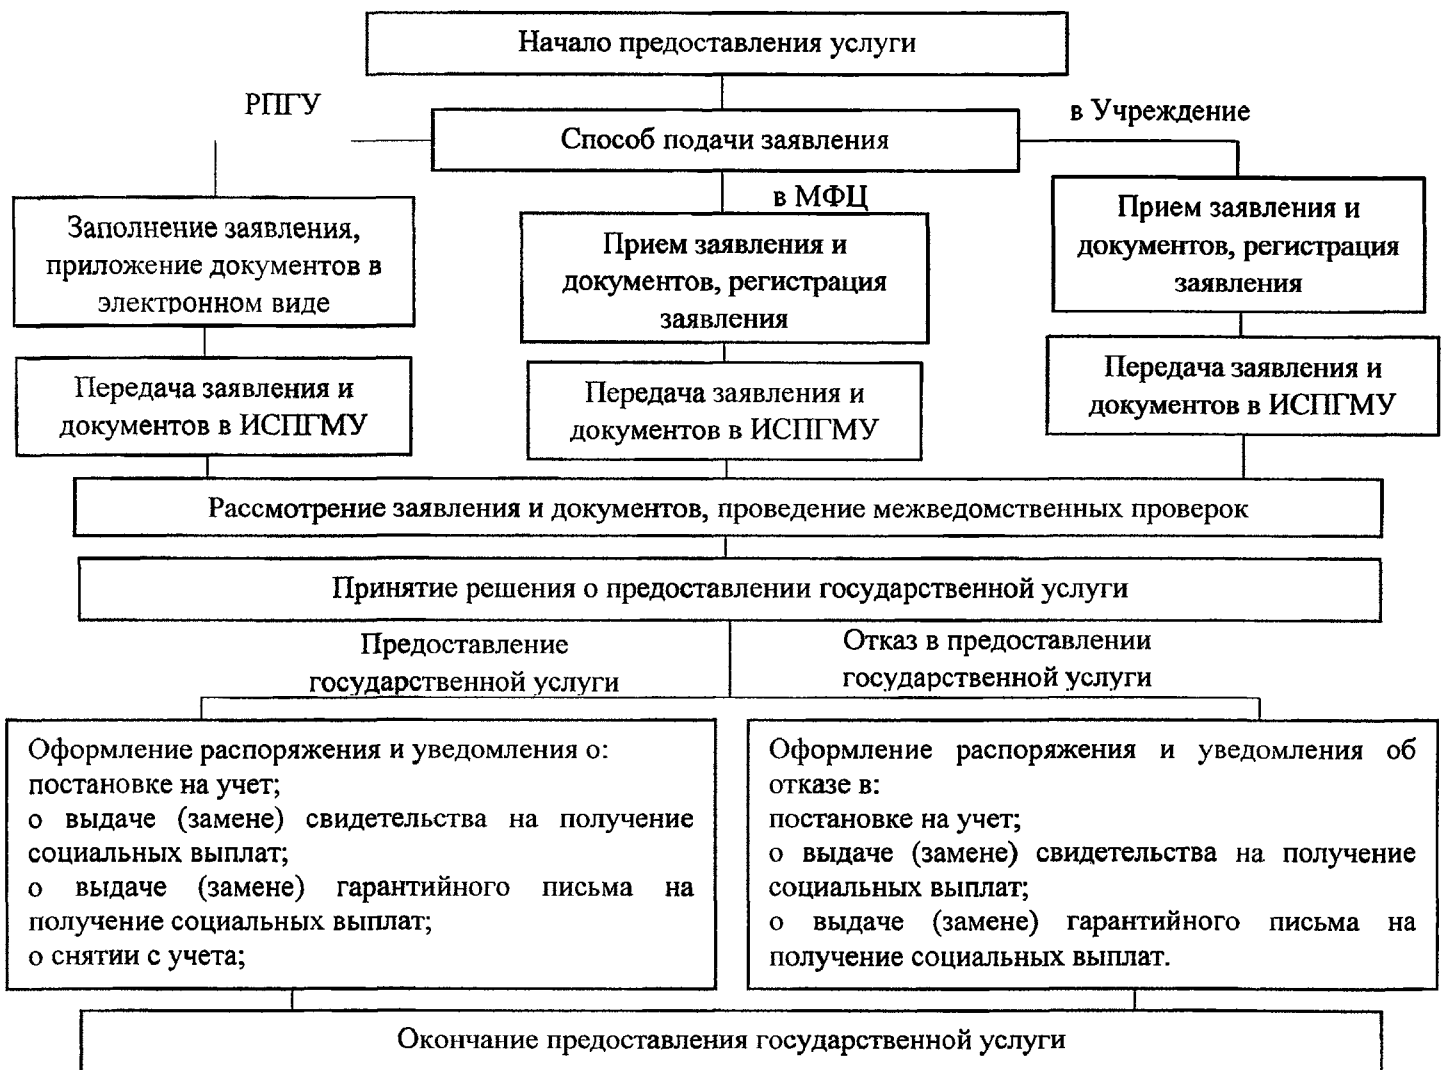 Начало предоставления услуги
РПГУ
в Учреждение
Способ подачи заявления
в МФЦ
Заполнение заявления,
приложение документов в
электронном виде
Прием заявления и
документов, регистрация
заявления
Прием заявления и
документов, регистрация
заявления
Передача заявления и
документов в ИСПГМУ
Передача заявления и
документов в ИСПГМУ
Передача заявления и
документов в ИСПГМУ
Рассмотрение заявления и документов, проведение межведомственных проверок
Принятие решения о предоставлении государственной услуги
Предоставление
государственной услуги
Отказ в предоставлении
государственной услуги
Оформление распоряжения и уведомления о:
постановке на учет;
о выдаче (замене) свидетельства на получение
социальных выплат;
о выдаче (замене) гарантийного письма на
получение социальных выплат;
о снятии с учета;
Оформление распоряжения и уведомления об
отказе в:
постановке на учет;
о выдаче (замене) свидетельства на получение
социальных выплат;
о выдаче (замене) гарантийного письма на
получение социальных выплат.
Окончание предоставления государственной услуги